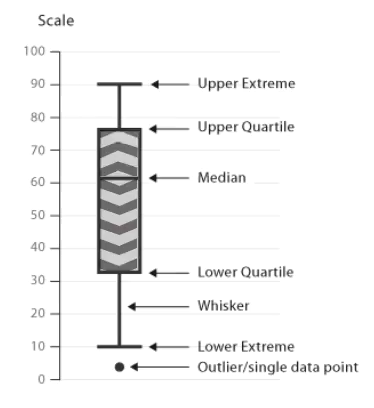 Scale
100
90
Upper Extreme
80
Upper Quartile
70
60
Median
50
40
30
Lower Quartile
20
Whisker
10
Lower Extreme
Outlier/single data point
0